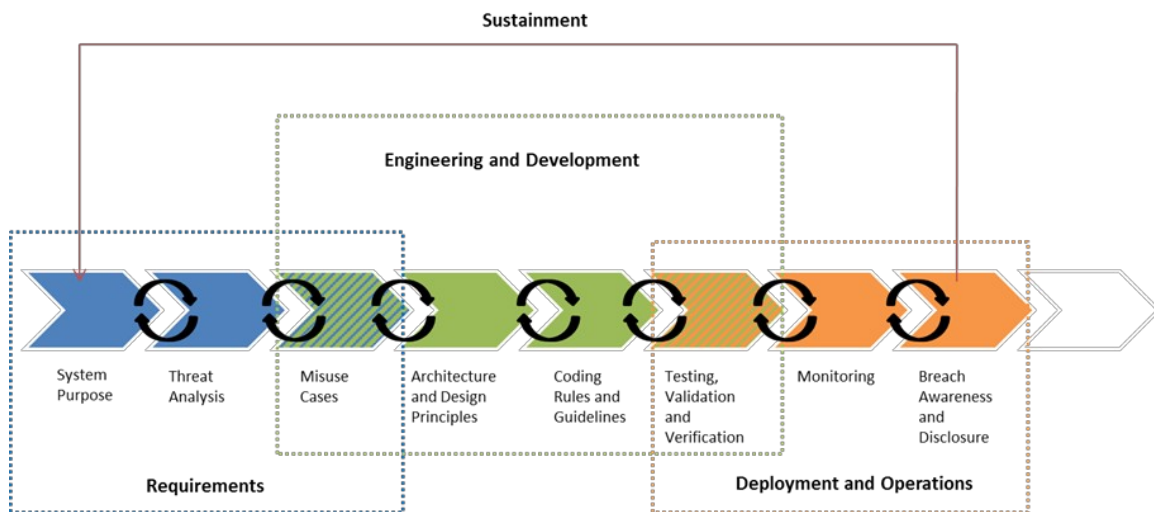 Sustainment
Engineering and Development
System
Purpose
Threat
Analysis
Misuse
Cases
Architecture
and Design
Principles
Coding
Rules and
Guidelines
Testing,
Validation
and
Verification
Monitoring
Breach
Awareness
and
Disclosure
Requirements
Deployment and Operations